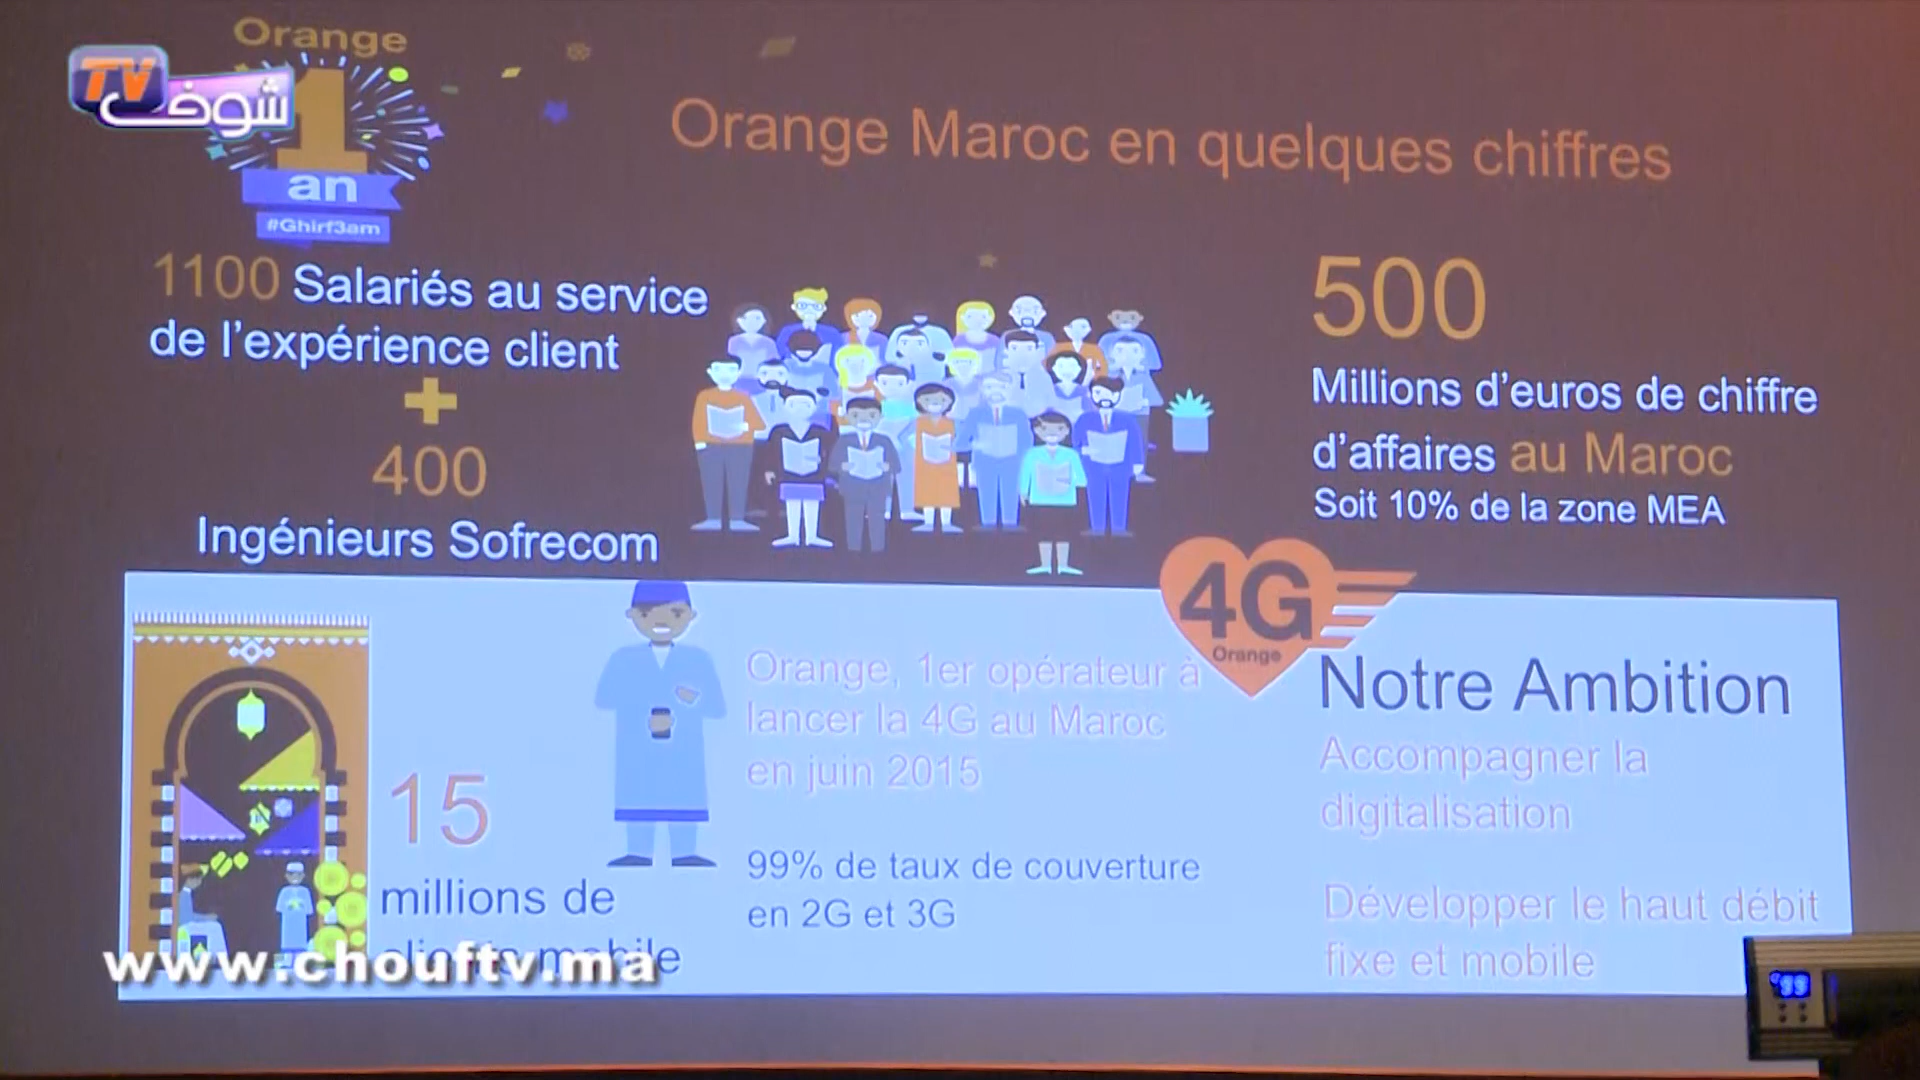 Orange
TV
شوف
1
an
#Ghirf3am
Orange Maroc en quelques chiffres
1100 Salariés au service
de l'expérience client
+
400
Ingénieurs Sofrecom
500
Millions d'euros de chiffre
d'affaires au Maroc
Soit 10% de la zone MEA
15
millions de
clients mobile
Orange, 1er opérateur à
lancer la 4G au Maroc
en juin 2015
99% de taux de couverture
en 2G et 3G
4G
Orange
Notre Ambition
Accompagner la
digitalisation
Développer le haut débit
fixe et mobile
www.chouftv.ma
99